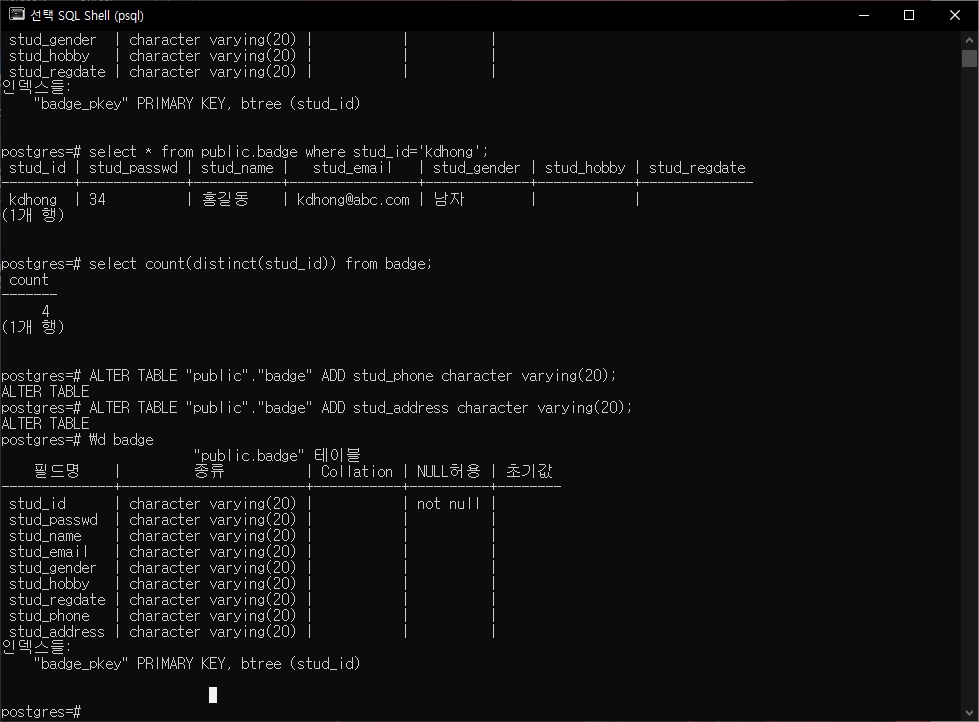 선택 SQL Shell (psql)
 stud_gender  | character varying(20) |           |          |
 stud_hobby   | character varying(20) |           |          |
 stud_regdate | character varying(20) |           |          |
인덱스들:
    "badge_pkey" PRIMARY KEY, btree (stud_id)
postgres=# select * from public.badge where stud_id='kdhong';
 stud_id | stud_passwd | stud_name |   stud_email   | stud_gender | stud_hobby | stud_regdate
---------+-------------+-----------+----------------+-------------+------------+--------------
 kdhong  | 34          | 홍길동    | kdhong@abc.com | 남자        |            |
(1개 행)
postgres=# select count(distinct(stud_id)) from badge;
 count
-------
     4
(1개 행)
postgres=# ALTER TABLE "public"."badge" ADD stud_phone character varying(20);
ALTER TABLE
postgres=# ALTER TABLE "public"."badge" ADD stud_address character varying(20);
ALTER TABLE
postgres=# ₩d badge
                        "public.badge" 테이블
    필드명    |         종류          | Collation | NULL허용 | 초기값
--------------+-----------------------+-----------+----------+--------
 stud_id      | character varying(20) |           | not null |
 stud_passwd  | character varying(20) |           |          |
 stud_name    | character varying(20) |           |          |
 stud_email   | character varying(20) |           |          |
 stud_gender  | character varying(20) |           |          |
 stud_hobby   | character varying(20) |           |          |
 stud_regdate | character varying(20) |           |          |
 stud_phone   | character varying(20) |           |          |
 stud_address | character varying(20) |           |          |
인덱스들:
    "badge_pkey" PRIMARY KEY, btree (stud_id)
postgres=#